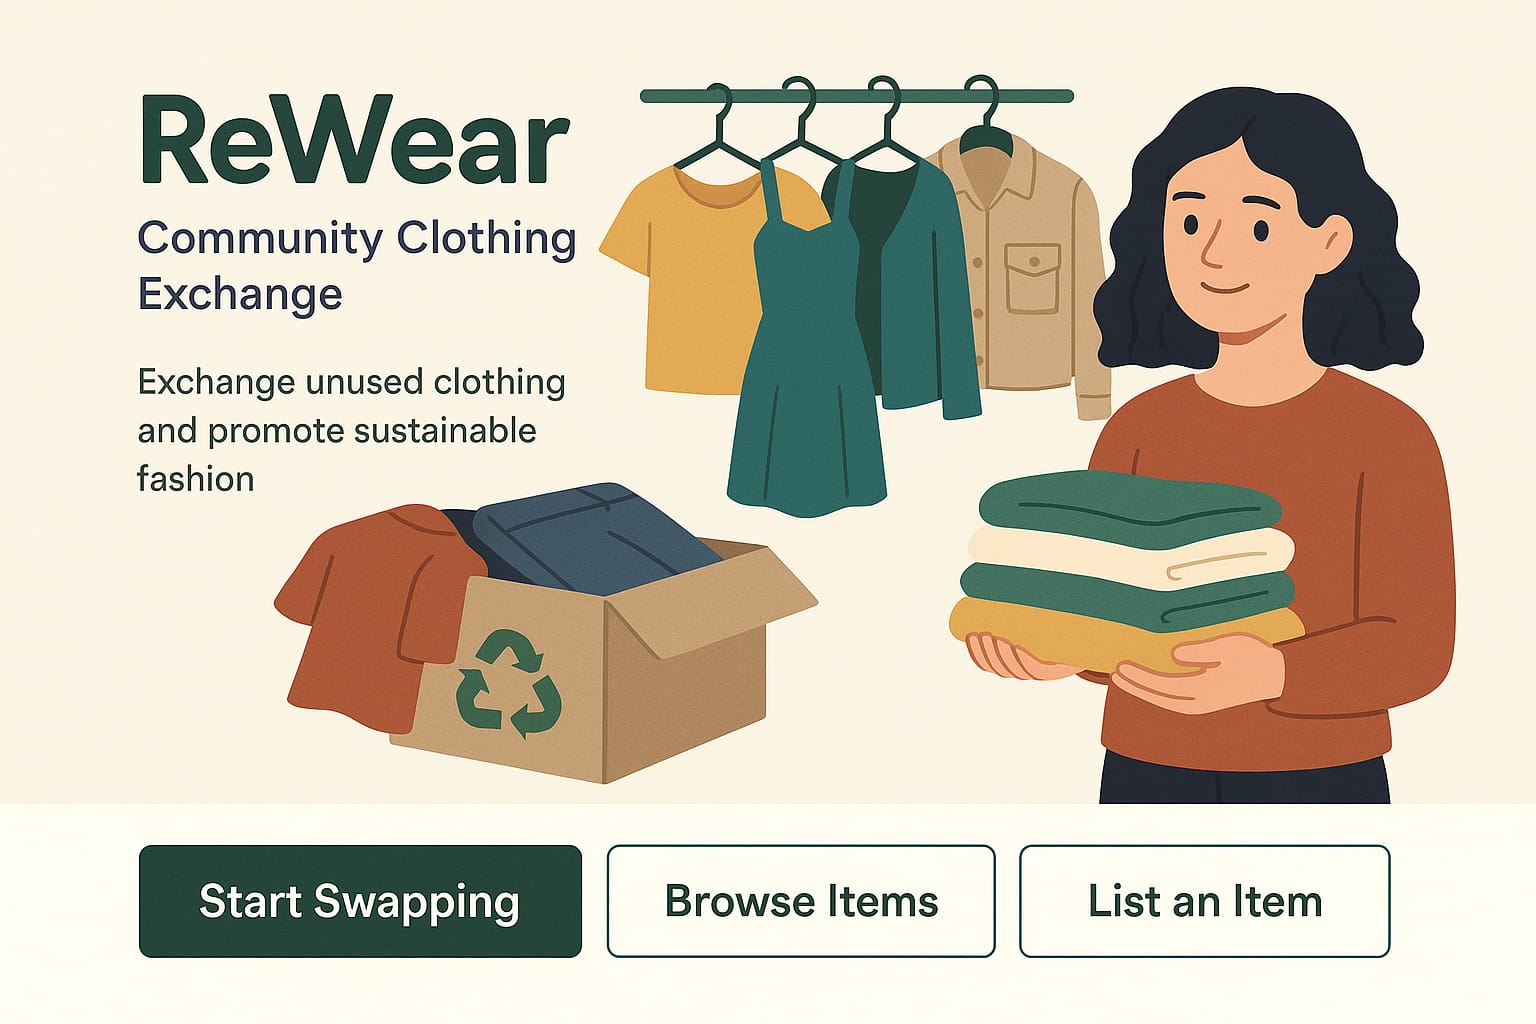 ReWear
Community Clothing
Exchange
Exchange unused clothing
and promote sustainable
fashion
Start Swapping
Browse Items
List an Item